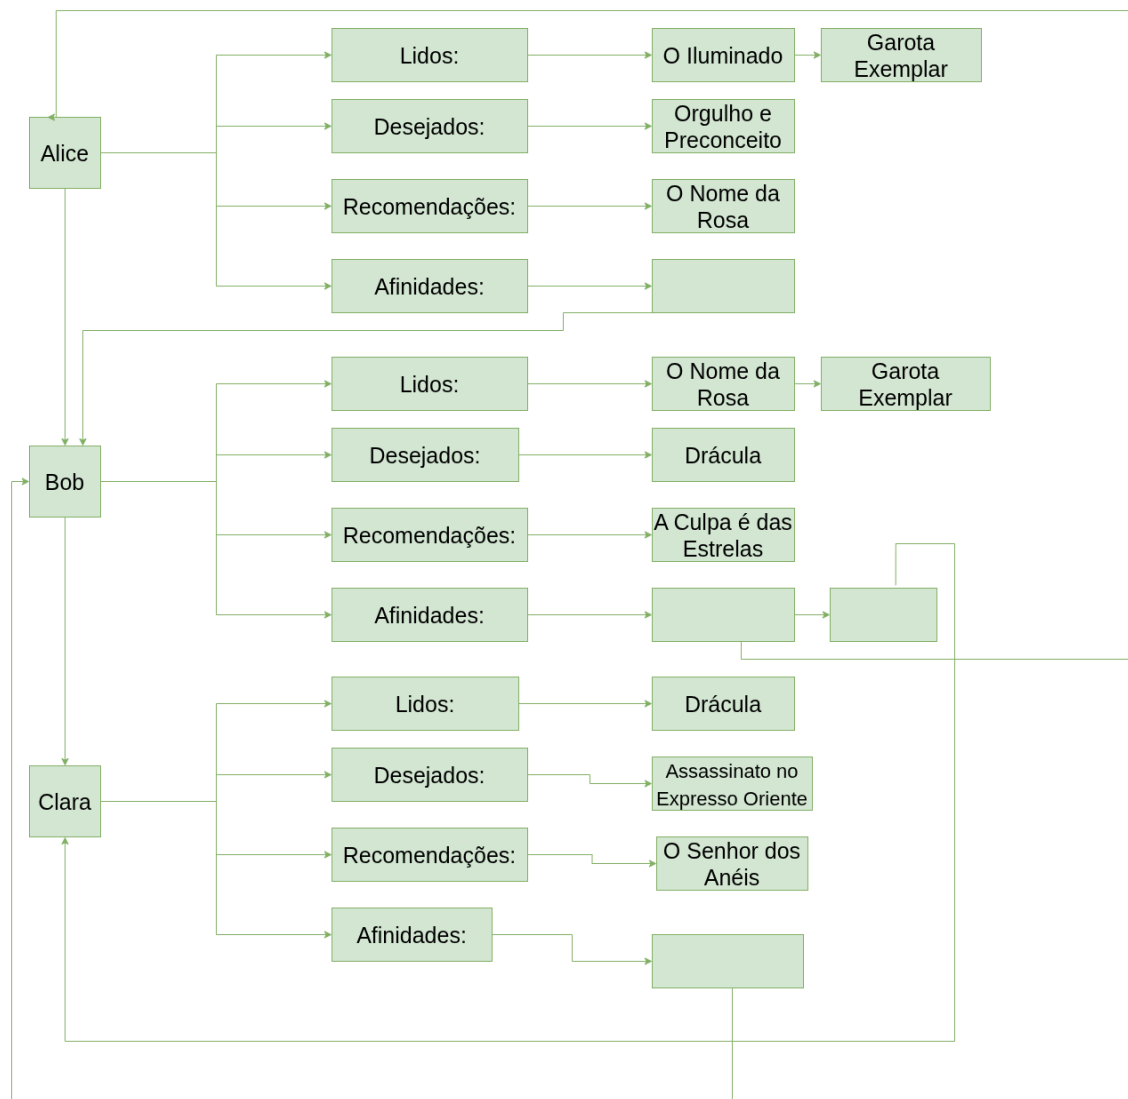 Lidos:
O Iluminado
Garota
Exemplar
Alice
Desejados:
Orgulho e
Preconceito
Recomendações:
O Nome da
Rosa
Afinidades:
Lidos:
O Nome da
Rosa
Garota
Exemplar
Bob
Desejados:
Drácula
Recomendações:
A Culpa é das
Estrelas
Afinidades:
Lidos:
Drácula
Clara
Desejados:
Assassinato no
Expresso Oriente
Recomendações:
O Senhor dos
Anéis
Afinidades: